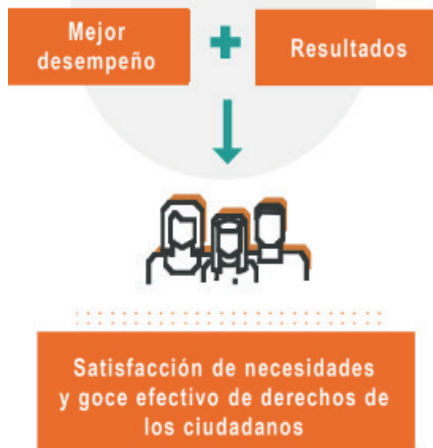 Mejor
desempeño
+
Resultados
Satisfacción de necesidades
y goce efectivo de derechos de
los ciudadanos